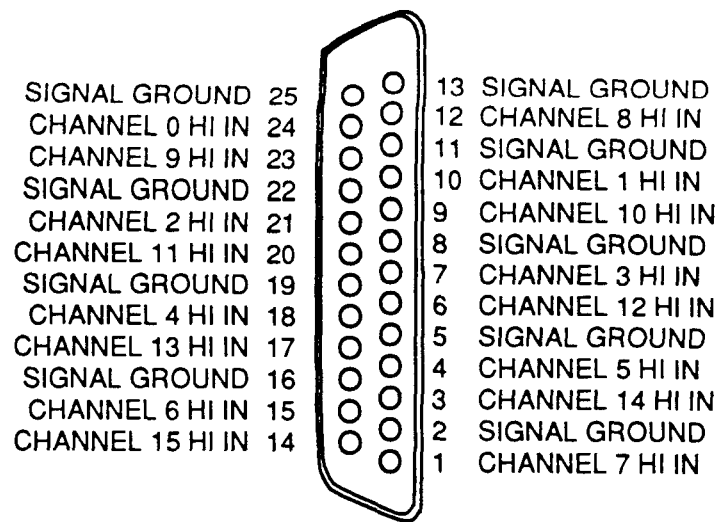 SIGNAL GROUND 25
CHANNEL 0 HI IN 24
CHANNEL 9 HI IN 23
SIGNAL GROUND 22
CHANNEL 2 HI IN 21
CHANNEL 11 HI IN 20
SIGNAL GROUND 19
CHANNEL 4 HI IN 18
CHANNEL 13 HI IN 17
SIGNAL GROUND 16
CHANNEL 6 HI IN 15
CHANNEL 15 HI IN 14
13 SIGNAL GROUND
12 CHANNEL 8 HI IN
11 SIGNAL GROUND
10 CHANNEL 1 HI IN
9 CHANNEL 10 HI IN
8 SIGNAL GROUND
7 CHANNEL 3 HI IN
6 CHANNEL 12 HI IN
5 SIGNAL GROUND
4 CHANNEL 5 HI IN
3 CHANNEL 14 HI IN
2 SIGNAL GROUND
1 CHANNEL 7 HI IN